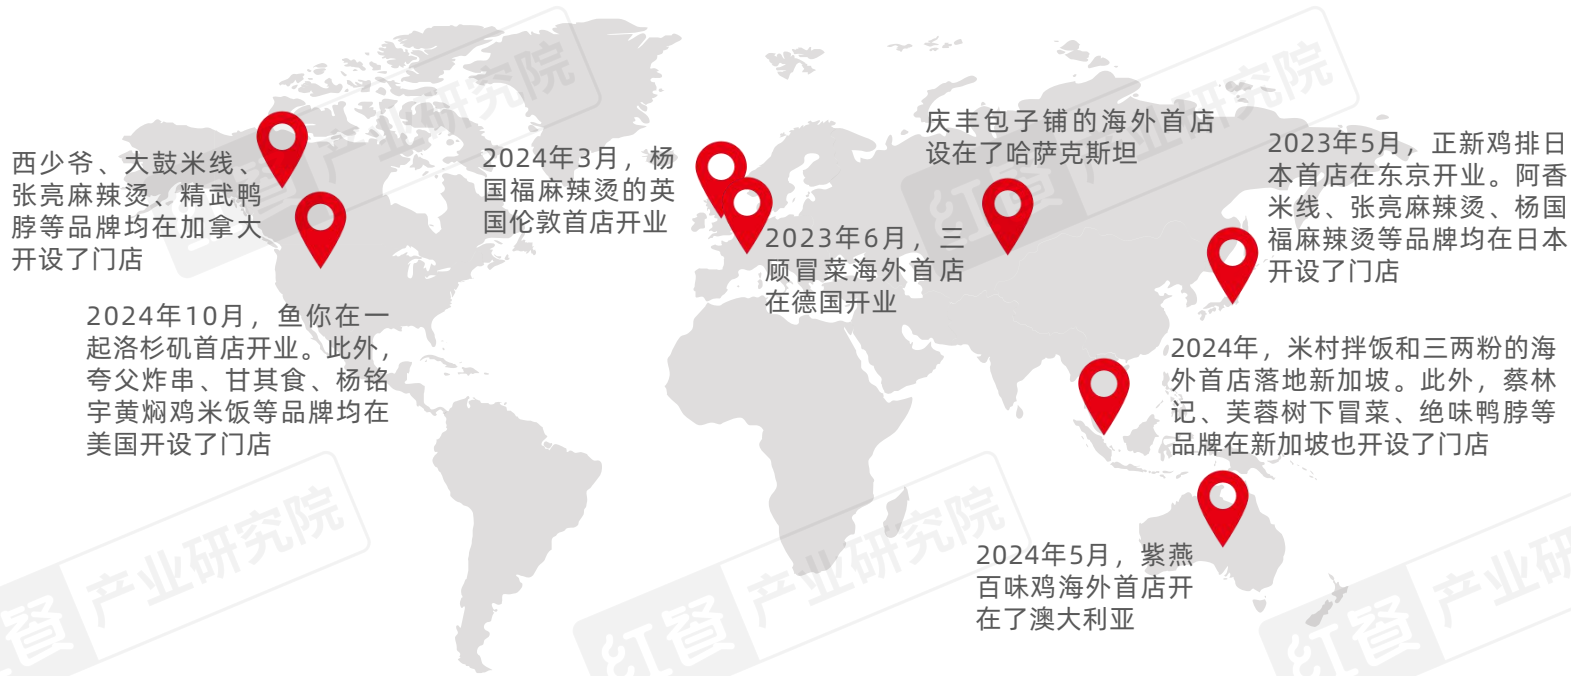 西少爷、大鼓米线、
张亮麻辣烫、精武鸭
脖等品牌均在加拿大
开设了门店
2024年10月，鱼你在一
起洛杉矶首店开业。此外，
夸父炸串、甘其食、杨铭
宇黄焖鸡米饭等品牌均在
美国开设了门店
2024年3月，杨
国福麻辣烫的英
国伦敦首店开业
2023年6月，三
顾冒菜海外首店
在德国开业
庆丰包子铺的海外首店
设在了哈萨克斯坦
2023年5月，正新鸡排日
本首店在东京开业。阿香
米线、张亮麻辣烫、杨国
福麻辣烫等品牌均在日本
开设了门店
2024年，米村拌饭和三两粉的海
外首店落地新加坡。此外，蔡林
记、芙蓉树下冒菜、绝味鸭脖等
品牌在新加坡也开设了门店
2024年5月，紫燕
百味鸡海外首店开
在了澳大利亚
红餐 产业研究院
红餐 产业研究院
餐 产业研究院
红餐 产业研究院
红餐 产业研